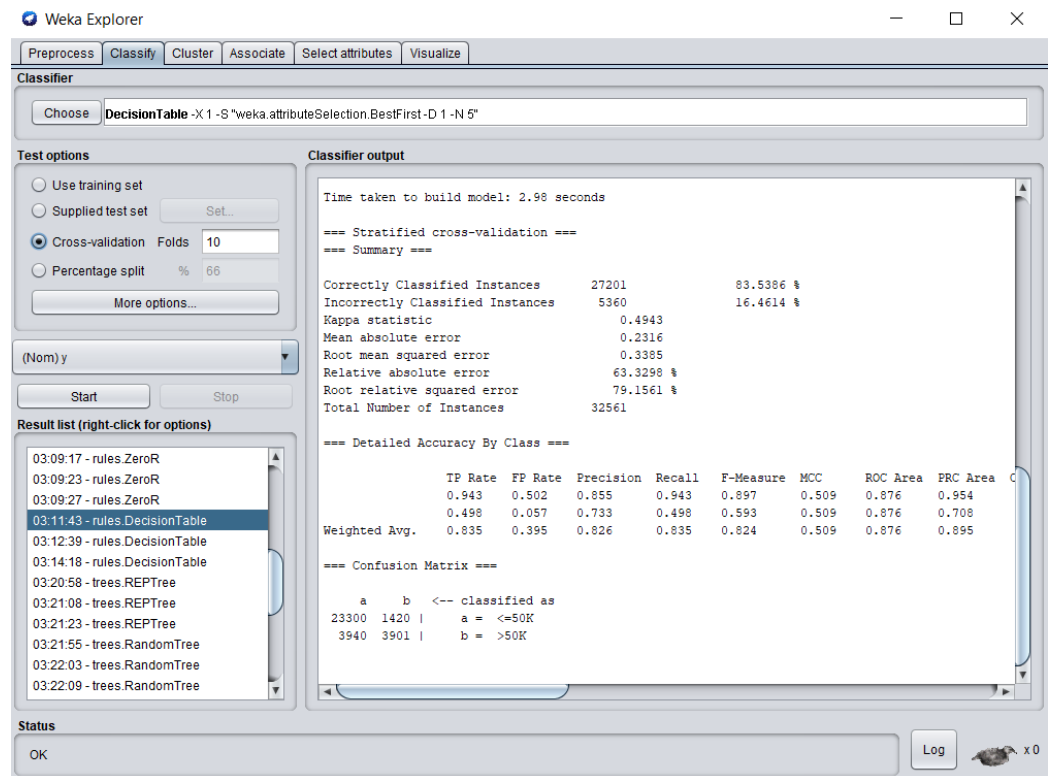 Weka Explorer
Preprocess Classify Cluster Associate Select attributes Visualize
Classifier
Choose DecisionTable -X 1 -S "weka.attributeSelection.BestFirst -D 1 -N 5"
Test options
Use training set
Supplied test set Set...
Cross-validation Folds 10
Percentage split % 66
More options...
(Nom) y
Start Stop
Result list (right-click for options)
03:09:17 - rules.ZeroR
03:09:23 - rules.ZeroR
03:09:27 - rules.ZeroR
03:11:43 - rules.DecisionTable
03:12:39 - rules.DecisionTable
03:14:18 - rules.DecisionTable
03:20:58 - trees.REPTree
03:21:08 - trees.REPTree
03:21:23 - trees.REPTree
03:21:55 - trees.RandomTree
03:22:03 - trees.RandomTree
03:22:09 - trees.RandomTree
Classifier output
Time taken to build model: 2.98 seconds
=== Stratified cross-validation ===
=== Summary ===
Correctly Classified Instances 27201 83.5386 %
Incorrectly Classified Instances 5360 16.4614 %
Kappa statistic 0.4943
Mean absolute error 0.2316
Root mean squared error 0.3385
Relative absolute error 63.3298 %
Root relative squared error 79.1561 %
Total Number of Instances 32561
=== Detailed Accuracy By Class ===
TP Rate FP Rate Precision Recall F-Measure MCC ROC Area PRC Area C
0.943 0.502 0.855 0.943 0.897 0.509 0.876 0.954
0.498 0.057 0.733 0.498 0.593 0.509 0.876 0.708
Weighted Avg. 0.835 0.395 0.826 0.835 0.824 0.509 0.876 0.895
=== Confusion Matrix ===
a b <-- classified as
23300 1420 | a = <=50K
3940 3901 | b = >50K
Status
OK
Log
x 0